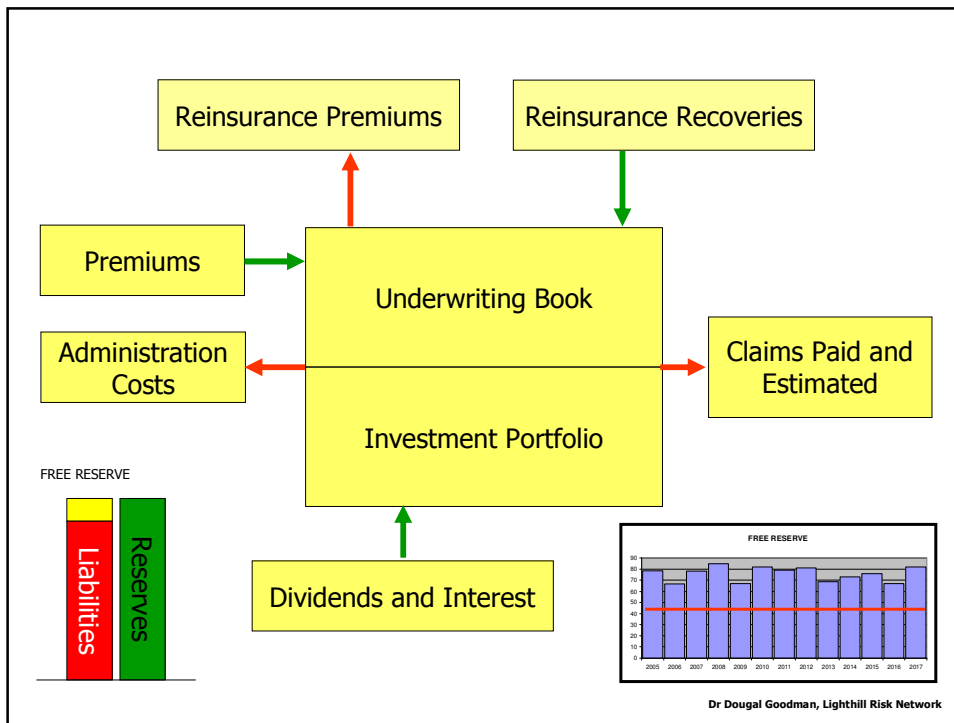 Reinsurance Premiums
Reinsurance Recoveries
Premiums
Underwriting Book
Administration
Costs
Claims Paid and
Estimated
Investment Portfolio
FREE RESERVE
Liabilities
Reserves
Dividends and Interest
FREE RESERVE
90
80
70
60
50
40
30
20
10
0
2005 2006 2007 2008 2009 2010 2011 2012 2013 2014 2015 2016 2017
Dr Dougal Goodman, Lighthill Risk Network